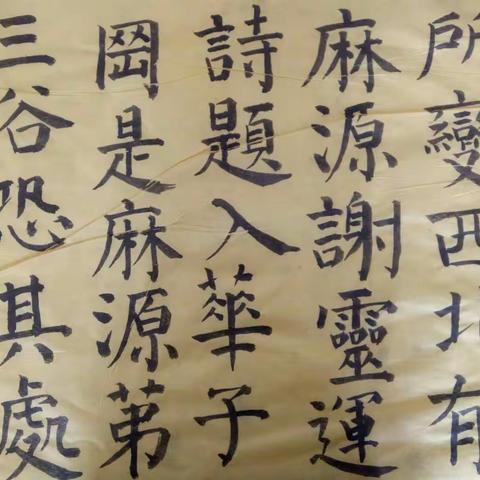 所變西北有
麻源謝靈運
詩題入華子
岡是麻源第
三谷恐其處